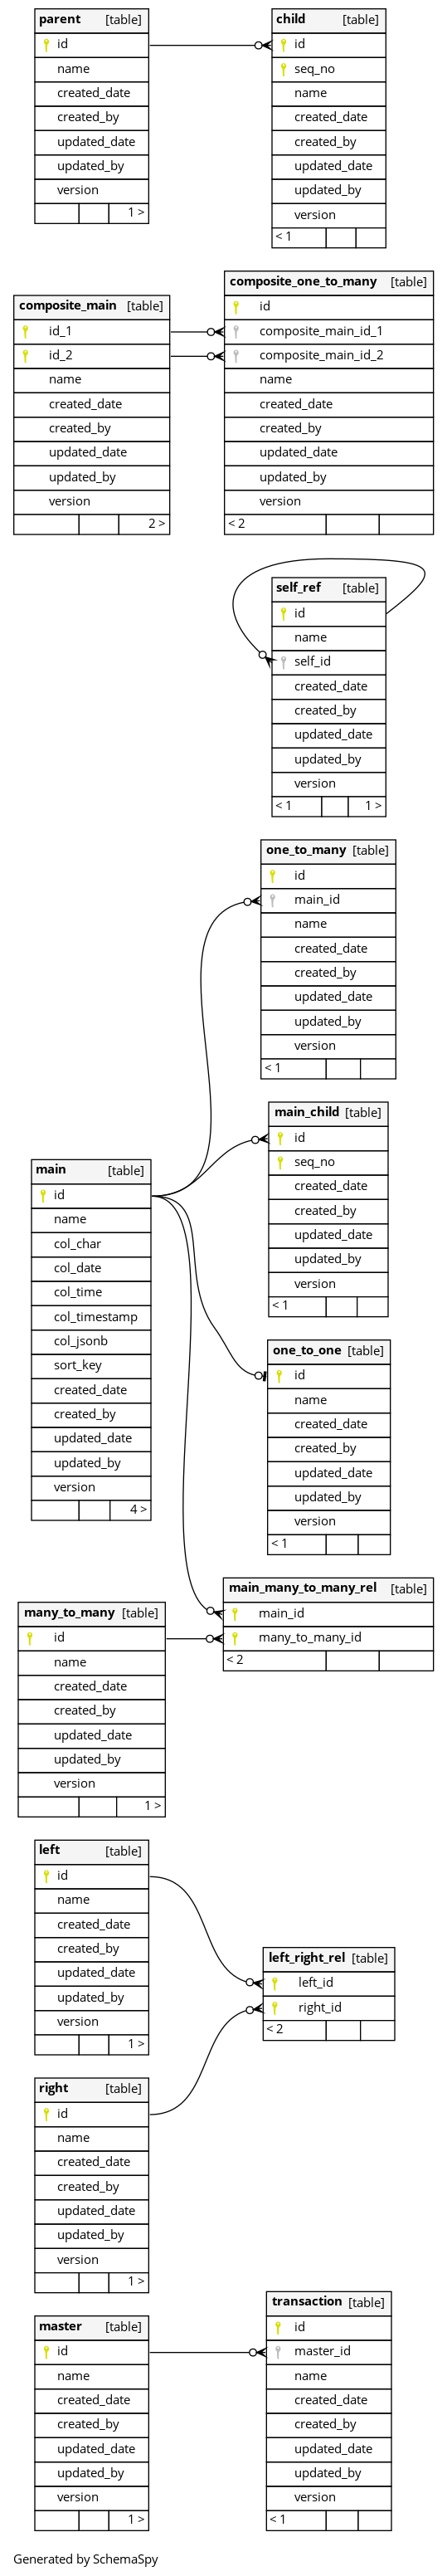 parent [table]
id
name
created_date
created_by
updated_date
updated_by
version
1 >
child [table]
id
seq_no
name
created_date
created_by
updated_date
updated_by
version
< 1
composite_main [table]
id_1
id_2
name
created_date
created_by
updated_date
updated_by
version
2 >
composite_one_to_many [table]
id
composite_main_id_1
composite_main_id_2
name
created_date
created_by
updated_date
updated_by
version
< 2
self_ref [table]
id
name
self_id
created_date
created_by
updated_date
updated_by
version
< 1 1 >
one_to_many [table]
id
main_id
name
created_date
created_by
updated_date
updated_by
version
< 1
main_child [table]
id
seq_no
created_date
created_by
updated_date
updated_by
version
< 1
main [table]
id
name
col_char
col_date
col_time
col_timestamp
col_jsonb
sort_key
created_date
created_by
updated_date
updated_by
version
4 >
one_to_one [table]
id
name
created_date
created_by
updated_date
updated_by
version
< 1
main_many_to_many_rel [table]
main_id
many_to_many_id
< 2
many_to_many [table]
id
name
created_date
created_by
updated_date
updated_by
version
1 >
left [table]
id
name
created_date
created_by
updated_date
updated_by
version
1 >
left_right_rel [table]
left_id
right_id
< 2
right [table]
id
name
created_date
created_by
updated_date
updated_by
version
1 >
master [table]
id
name
created_date
created_by
updated_date
updated_by
version
1 >
transaction [table]
id
master_id
name
created_date
created_by
updated_date
updated_by
version
< 1
Generated by SchemaSpy